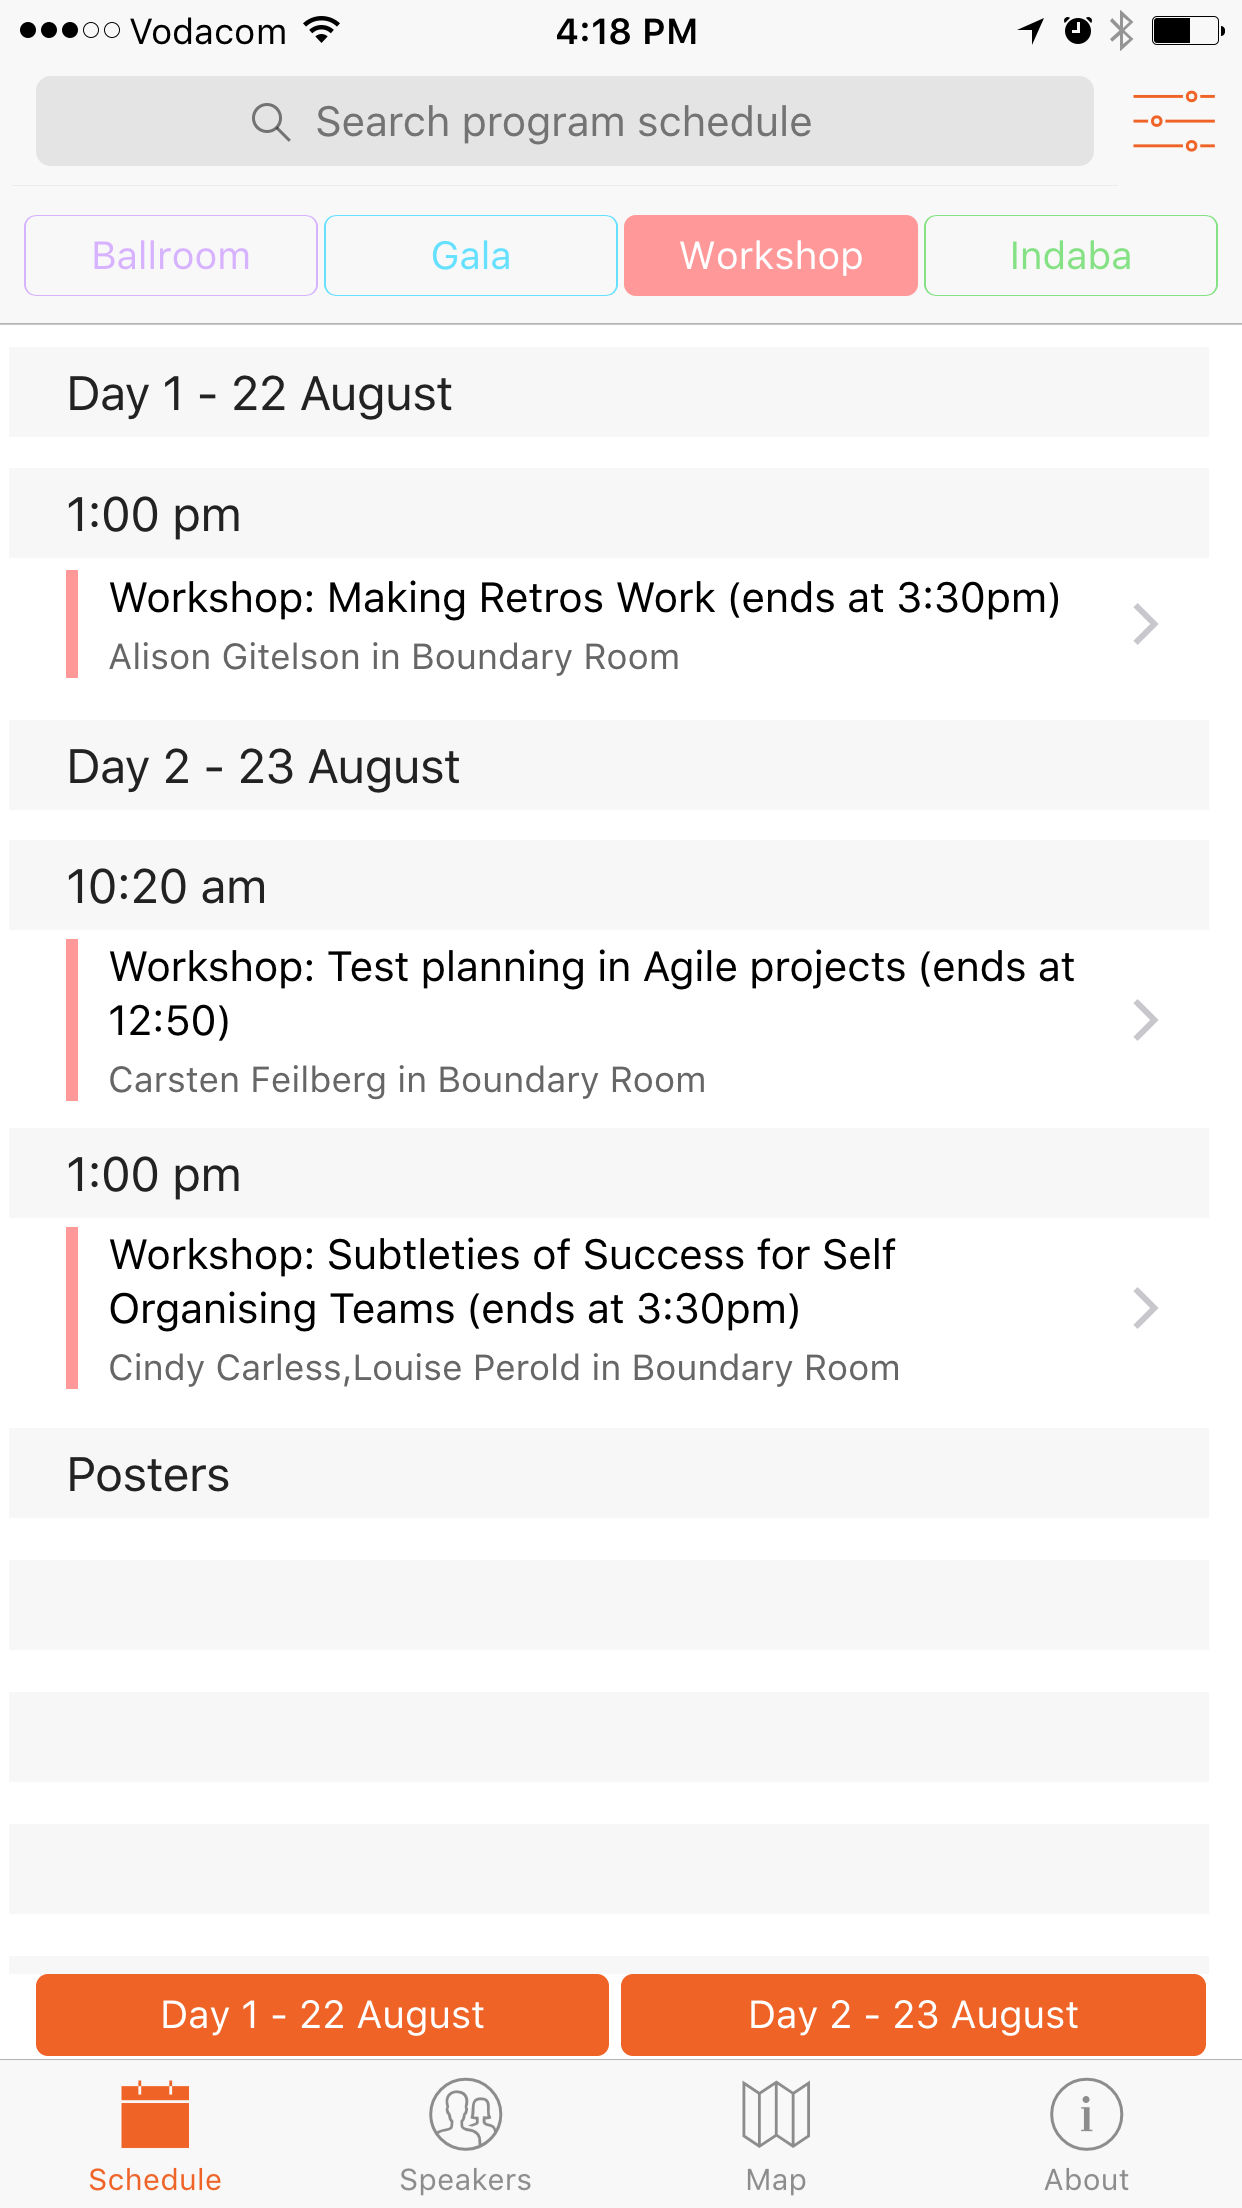 Vodacom 4:18 PM
Search program schedule
Ballroom Gala Workshop Indaba
Day 1 - 22 August
1:00 pm
Workshop: Making Retros Work (ends at 3:30pm)
Alison Gitelson in Boundary Room
Day 2 - 23 August
10:20 am
Workshop: Test planning in Agile projects (ends at
12:50)
Carsten Feilberg in Boundary Room
1:00 pm
Workshop: Subtleties of Success for Self
Organising Teams (ends at 3:30pm)
Cindy Carless,Louise Perold in Boundary Room
Posters
Day 1 - 22 August Day 2 - 23 August
Schedule Speakers Map About